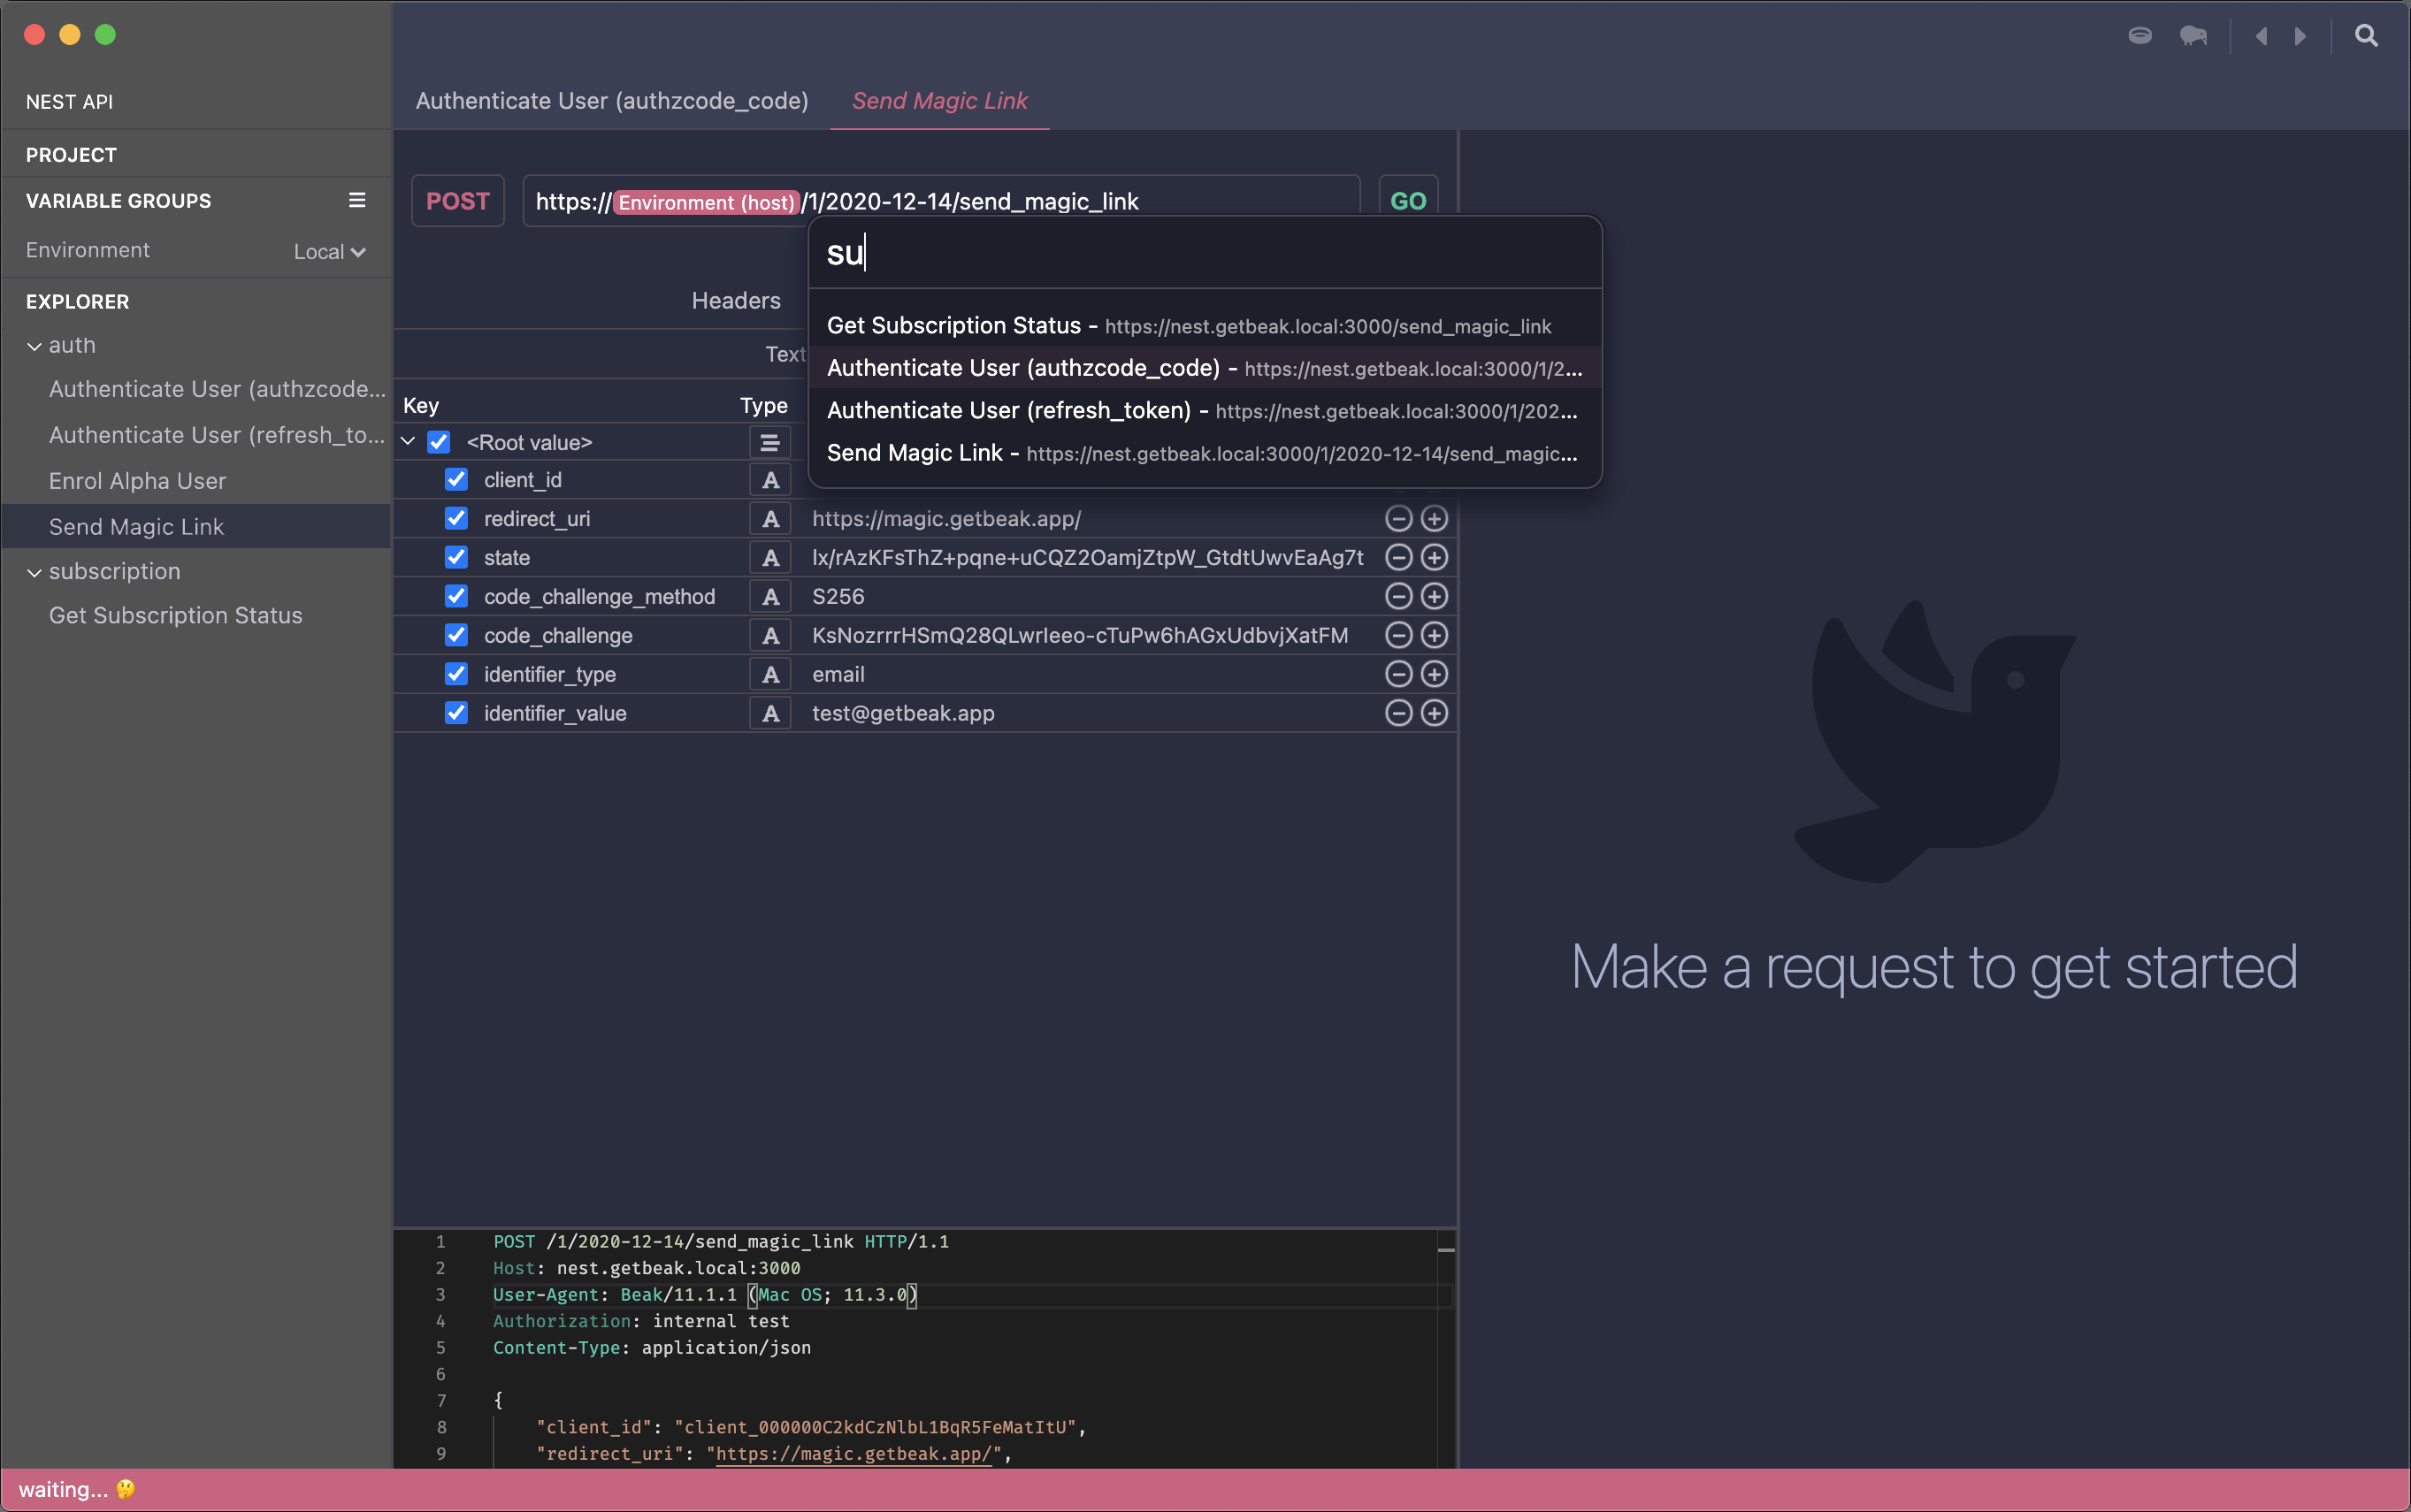 NEST API
PROJECT
VARIABLE GROUPS
Environment
Local
EXPLORER
auth
Authenticate User (authzcode...
Authenticate User (refresh_to...
Enrol Alpha User
Send Magic Link
subscription
Get Subscription Status
Authenticate User (authzcode_code)
Send Magic Link
POST
https://Environment (host)/1/2020-12-14/send_magic_link
GO
su
Get Subscription Status - https://nest.getbeak.local:3000/send_magic_link
Authenticate User (authzcode_code) - https://nest.getbeak.local:3000/1/2...
Authenticate User (refresh_token) - https://nest.getbeak.local:3000/1/202...
Send Magic Link - https://nest.getbeak.local:3000/1/2020-12-14/send_magic...
Headers
Text
Key Type
<Root value>
client_id A
redirect_uri A https://magic.getbeak.app/
state A lx/rAzKFsThZ+pqne+uCQZ2OamjZtpW_GtdtUwvEaAg7t
code_challenge_method A S256
code_challenge A KsNozrrrHSmQ28QLwrIeeo-cTuPw6hAGxUdbvjXatFM
identifier_type A email
identifier_value A test@getbeak.app
Make a request to get started
1 POST /1/2020-12-14/send_magic_link HTTP/1.1
2 Host: nest.getbeak.local:3000
3 User-Agent: Beak/11.1.1 (Mac OS; 11.3.0)
4 Authorization: internal test
5 Content-Type: application/json
6
7 {
8 "client_id": "client_000000C2kdCzNlbL1BqR5FeMatItU",
9 "redirect_uri": "https://magic.getbeak.app/",
waiting... 🤔